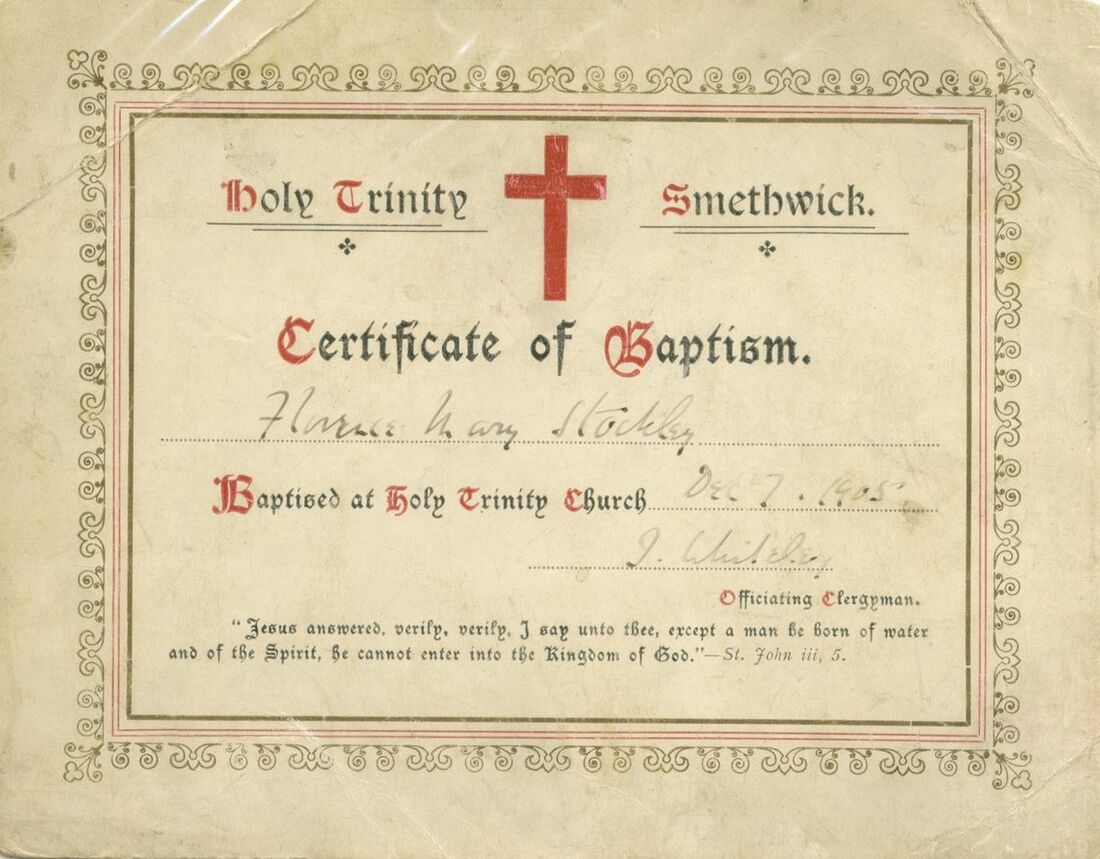 Holy Trinity Smethwick.
Certificate of Baptism.
Florence Mary Stockley
Baptised at Holy Trinity Church Dec 7. 1905
J. Whiteley
Officiating Clergyman.
"Jesus answered, verily, verily, I say unto thee, except a man be born of water
and of the Spirit, he cannot enter into the Kingdom of God."—St. John iii, 5.